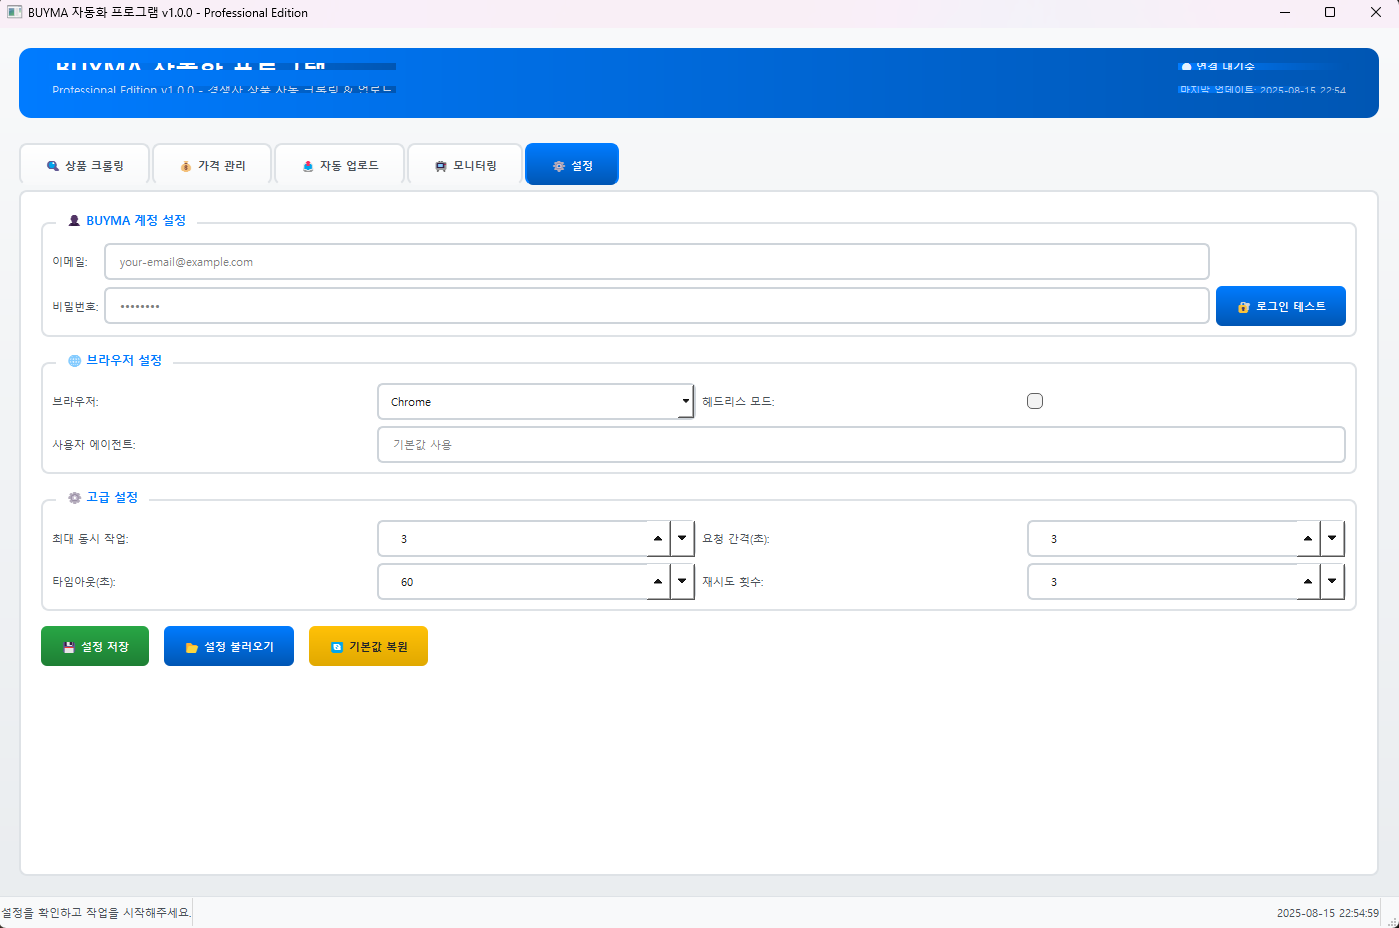 BUYMA 자동화 프로그램 v1.0.0 - Professional Edition
BUYMA 자동화 프로그램
Professional Edition v1.0.0 - 경쟁사 상품 자동 크롤링 & 업로드
연결 대기중
마지막 업데이트: 2025-08-15 22:54
상품 크롤링
가격 관리
자동 업로드
모니터링
설정
BUYMA 계정 설정
이메일:
your-email@example.com
비밀번호:
••••••••
로그인 테스트
브라우저 설정
브라우저:
Chrome
헤드리스 모드:
사용자 에이전트:
기본값 사용
고급 설정
최대 동시 작업:
3
요청 간격(초):
3
타임아웃(초):
60
재시도 횟수:
3
설정 저장
설정 불러오기
기본값 복원
설정을 확인하고 작업을 시작해주세요.
2025-08-15 22:54:59